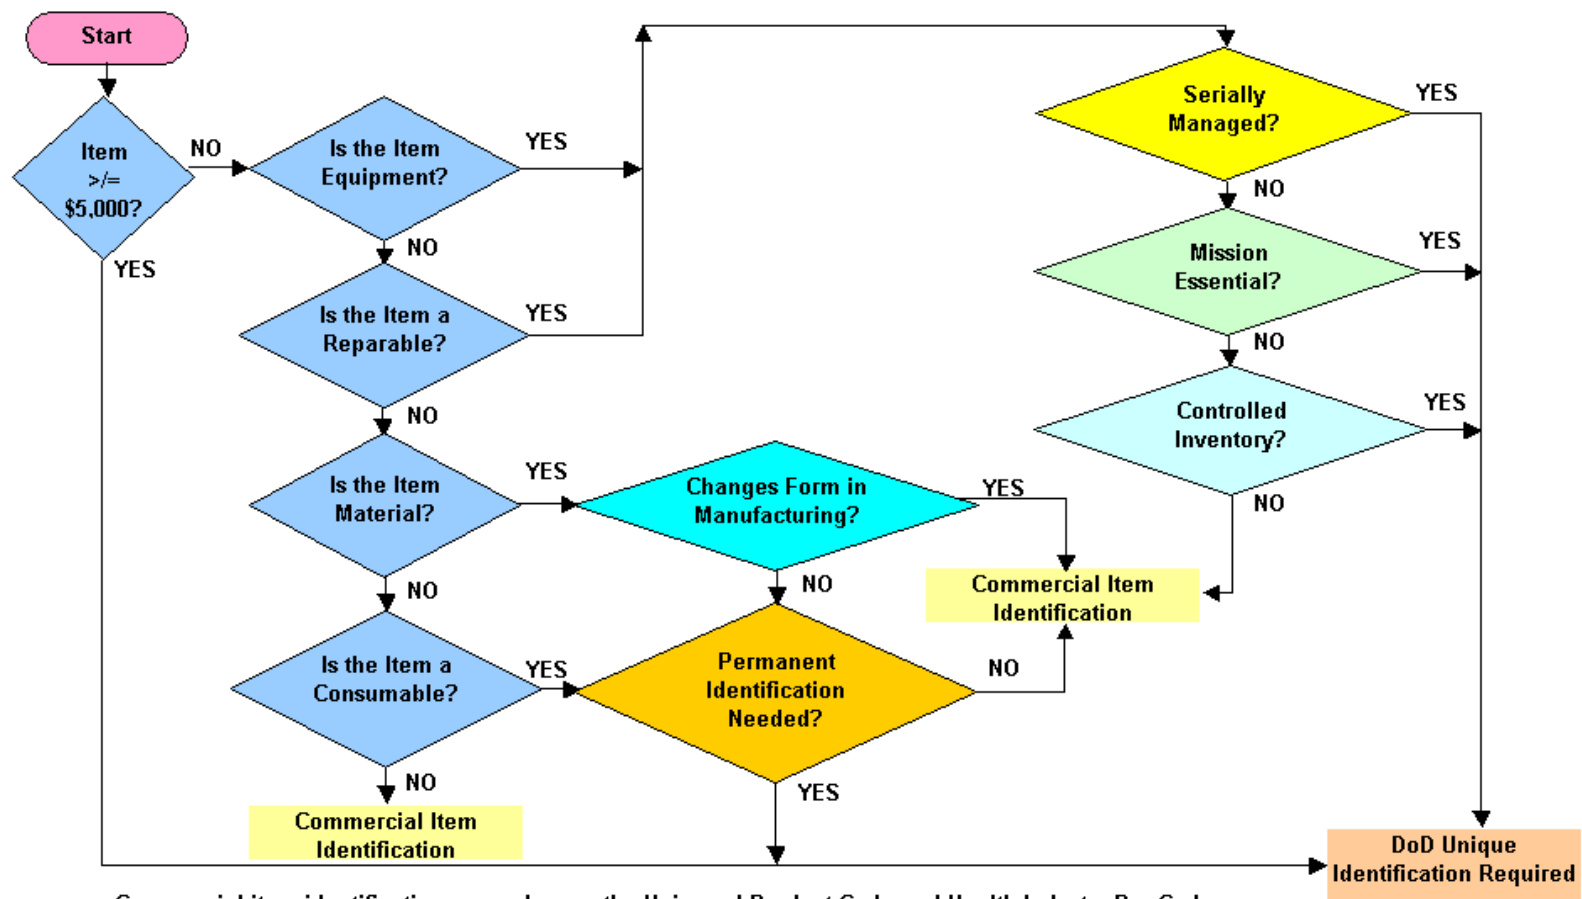 Start
Item
>/=
$5,000?
NO
YES
Is the Item
Equipment?
YES
NO
Is the Item a
Reparable?
YES
NO
Is the Item
Material?
YES
NO
Is the Item a
Consumable?
YES
NO
Commercial Item
Identification
Changes Form in
Manufacturing?
YES
NO
Permanent
Identification
Needed?
NO
YES
Commercial Item
Identification
Serially
Managed?
YES
NO
Mission
Essential?
YES
NO
Controlled
Inventory?
YES
NO
DoD Unique
Identification Required